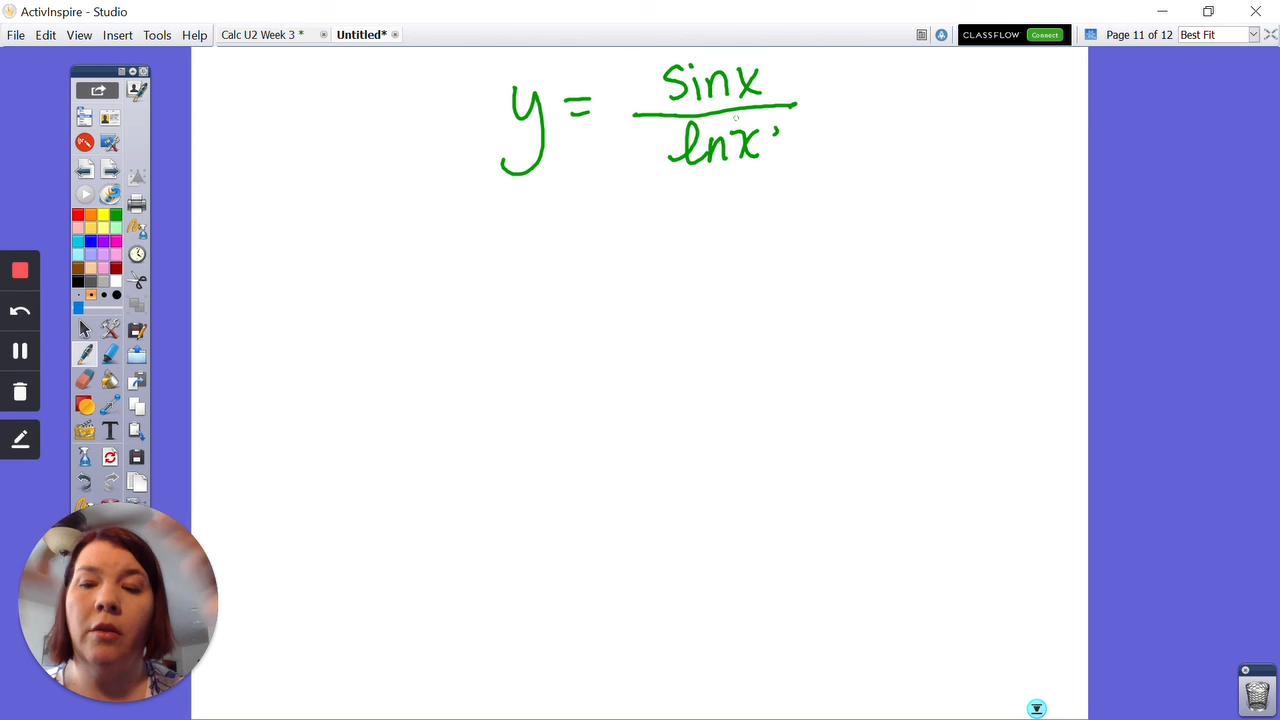 ActivInspire - Studio
File Edit View Insert Tools Help Calc U2 Week 3 * Untitled* CLASSFLOW Connect Page 11 of 12 Best Fit
y = sinx / lnx
T